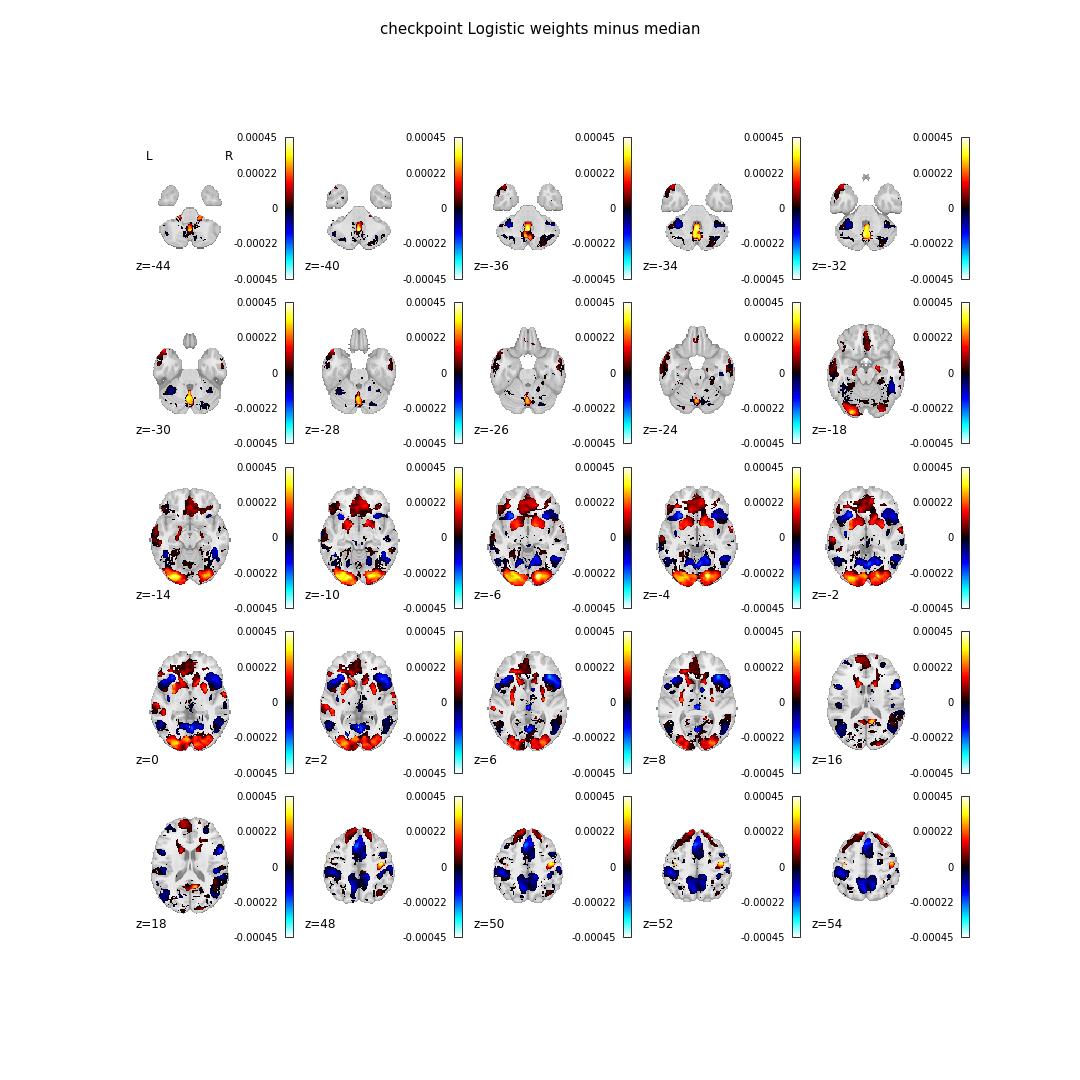 checkpoint Logistic weights minus median
L R
0.00045 0.00045 0.00045 0.00045 0.00045
0.00022 0.00022 0.00022 0.00022 0.00022
0 0 0 0 0
-0.00022 -0.00022 -0.00022 -0.00022 -0.00022
z=-44 z=-40 z=-36 z=-34 z=-32
-0.00045 -0.00045 -0.00045 -0.00045 -0.00045
0.00045 0.00045 0.00045 0.00045 0.00045
0.00022 0.00022 0.00022 0.00022 0.00022
0 0 0 0 0
-0.00022 -0.00022 -0.00022 -0.00022 -0.00022
z=-30 z=-28 z=-26 z=-24 z=-18
-0.00045 -0.00045 -0.00045 -0.00045 -0.00045
0.00045 0.00045 0.00045 0.00045 0.00045
0.00022 0.00022 0.00022 0.00022 0.00022
0 0 0 0 0
-0.00022 -0.00022 -0.00022 -0.00022 -0.00022
z=-14 z=-10 z=-6 z=-4 z=-2
-0.00045 -0.00045 -0.00045 -0.00045 -0.00045
0.00045 0.00045 0.00045 0.00045 0.00045
0.00022 0.00022 0.00022 0.00022 0.00022
0 0 0 0 0
-0.00022 -0.00022 -0.00022 -0.00022 -0.00022
z=0 z=2 z=6 z=8 z=16
-0.00045 -0.00045 -0.00045 -0.00045 -0.00045
0.00045 0.00045 0.00045 0.00045 0.00045
0.00022 0.00022 0.00022 0.00022 0.00022
0 0 0 0 0
-0.00022 -0.00022 -0.00022 -0.00022 -0.00022
z=18 z=48 z=50 z=52 z=54
-0.00045 -0.00045 -0.00045 -0.00045 -0.00045